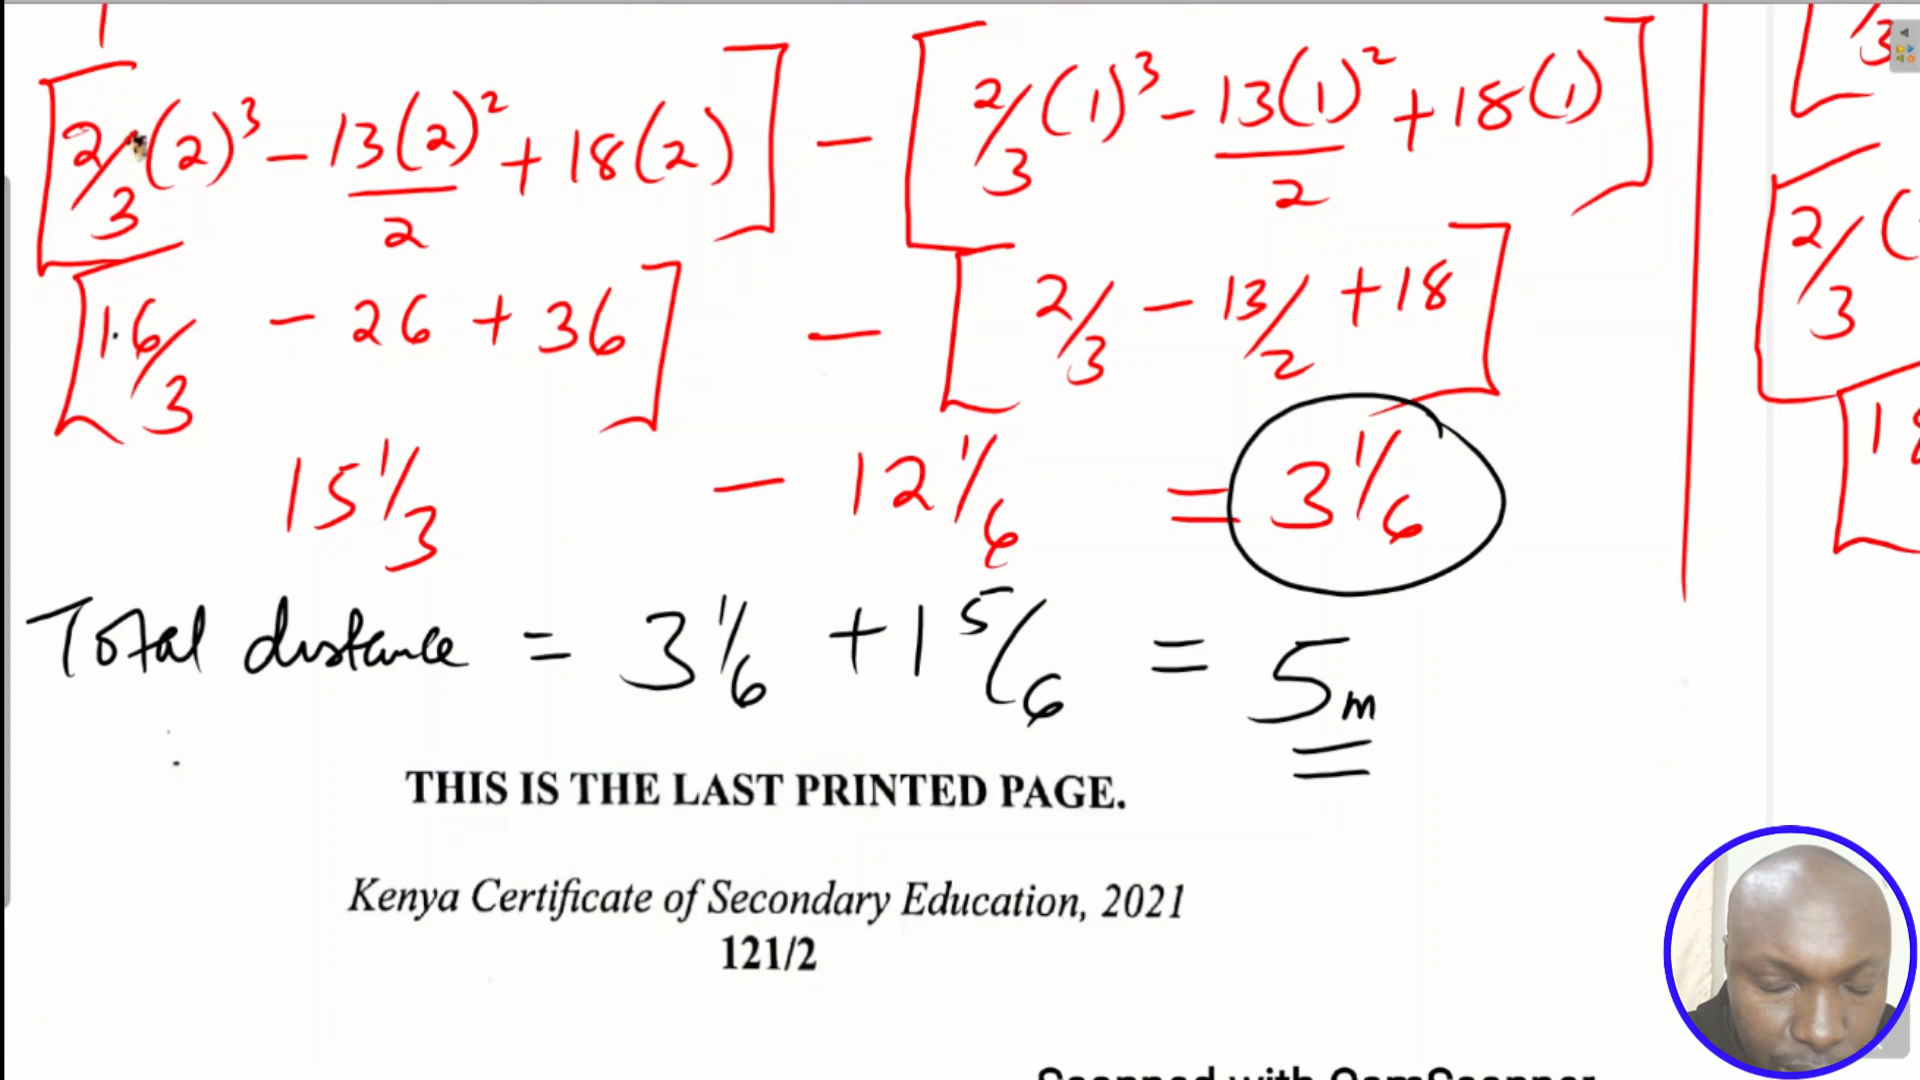 [2/3(2)³ - 13(2)²/2 + 18(2)] - [2/3(1)³ - 13(1)²/2 + 18(1)]
[16/3 - 26 + 36] - [2/3 - 13/2 + 18]
15 1/3 - 12 1/6 = 3 1/6
Total distance = 3 1/6 + 1 5/6 = 5m
THIS IS THE LAST PRINTED PAGE.
Kenya Certificate of Secondary Education, 2021
121/2